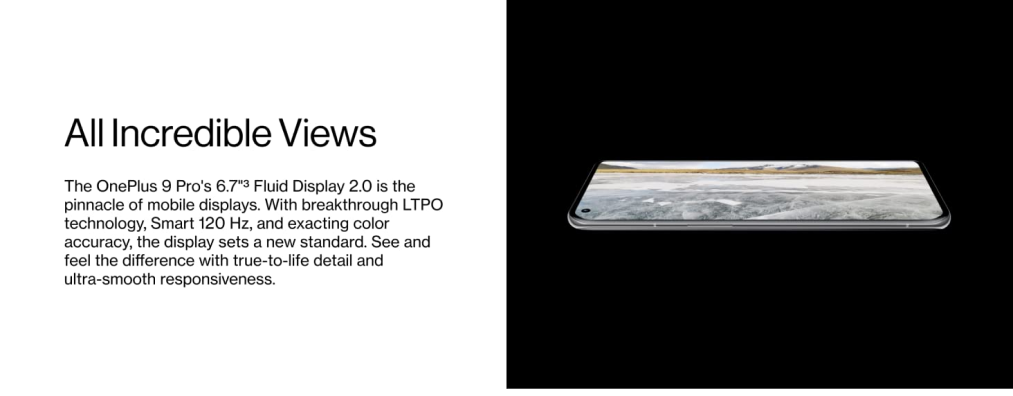 All Incredible Views
The OnePlus 9 Pro's 6.7"³ Fluid Display 2.0 is the
pinnacle of mobile displays. With breakthrough LTPO
technology, Smart 120 Hz, and exacting color
accuracy, the display sets a new standard. See and
feel the difference with true-to-life detail and
ultra-smooth responsiveness.